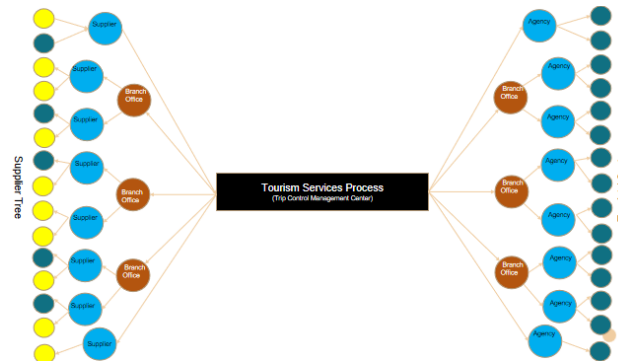 Supplier
Agency
Supplier
Agency
Branch
Office
Branch
Office
Supplier
Agency
Supplier Tree
Supplier
Agency
Tourism Services Process
(Trip Control Management Center)
Branch
Office
Branch
Office
Supplier
Agency
Supplier
Agency
Branch
Office
Branch
Office
Supplier
Agency
Supplier
Agency